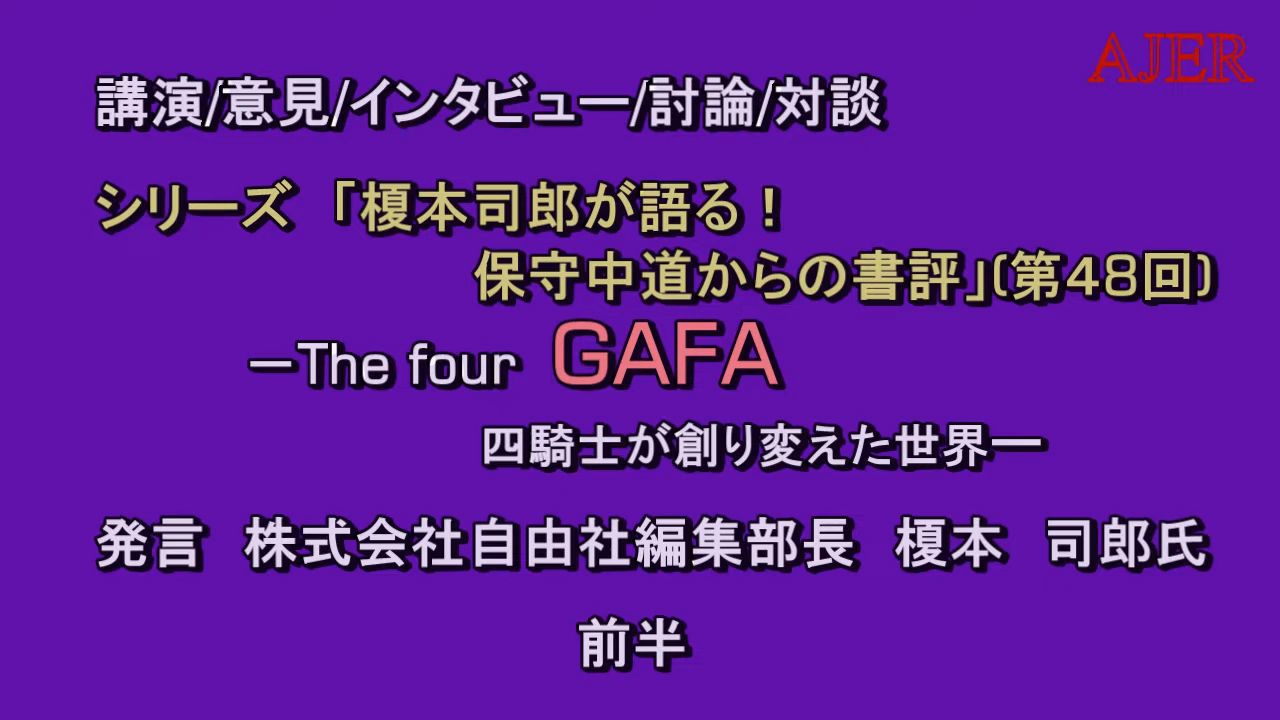 AJER
講演/意見/インタビュー/討論/対談
シリーズ 「榎本司郎が語る!
保守中道からの書評」(第48回)
ーThe four GAFA
四騎士が創り変えた世界ー
発言 株式会社自由社編集部長 榎本 司郎氏
前半